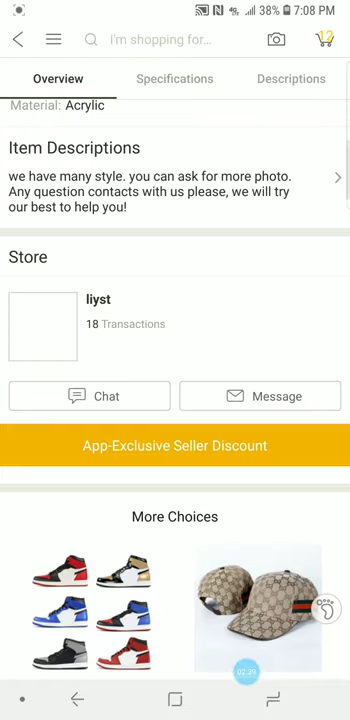 38% 7:08 PM
I'm shopping for...
12
Overview
Specifications
Descriptions
Material: Acrylic
Item Descriptions
we have many style. you can ask for more photo.
Any question contacts with us please, we will try
our best to help you!
Store
liyst
18 Transactions
Chat
Message
App-Exclusive Seller Discount
More Choices
02:39